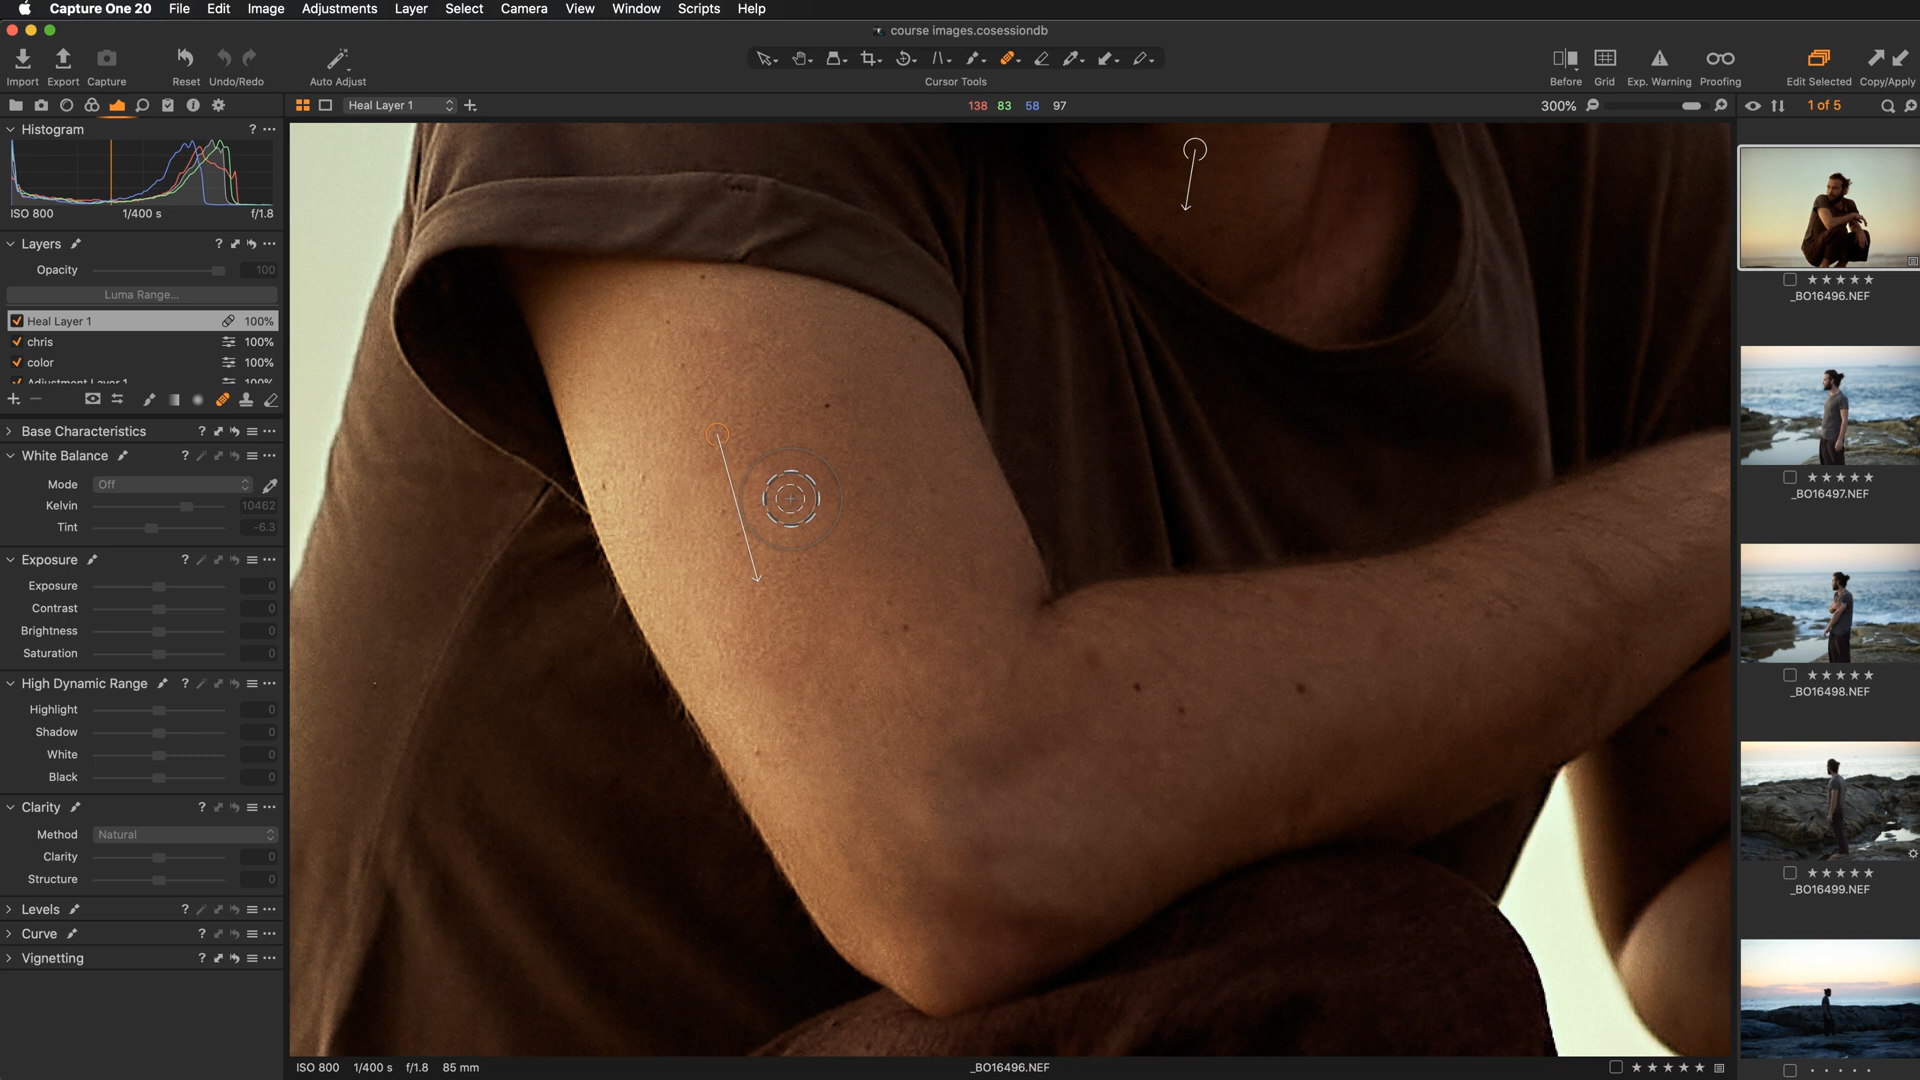 Capture One 20 File Edit Image Adjustments Layer Select Camera View Window Scripts Help
course images.cosessiondb
Import Export Capture Reset Undo/Redo Auto Adjust Cursor Tools Before Grid Exp. Warning Proofing Edit Selected Copy/Apply
Heal Layer 1 138 83 58 97 300% 1 of 5
Histogram
ISO 800 1/400 s f/1.8
Layers
Opacity 100
Luma Range...
Heal Layer 1 100%
chris 100%
color 100%
Adjustment Layer 1 100%
Base Characteristics
White Balance
Mode Off
Kelvin 10462
Tint -6.3
Exposure
Exposure 0
Contrast 0
Brightness 0
Saturation 0
High Dynamic Range
Highlight 0
Shadow 0
White 0
Black 0
Clarity
Method Natural
Clarity 0
Structure 0
Levels
Curve
Vignetting
_BO16496.NEF
_BO16497.NEF
_BO16498.NEF
_BO16499.NEF
ISO 800 1/400 s f/1.8 85 mm _BO16496.NEF